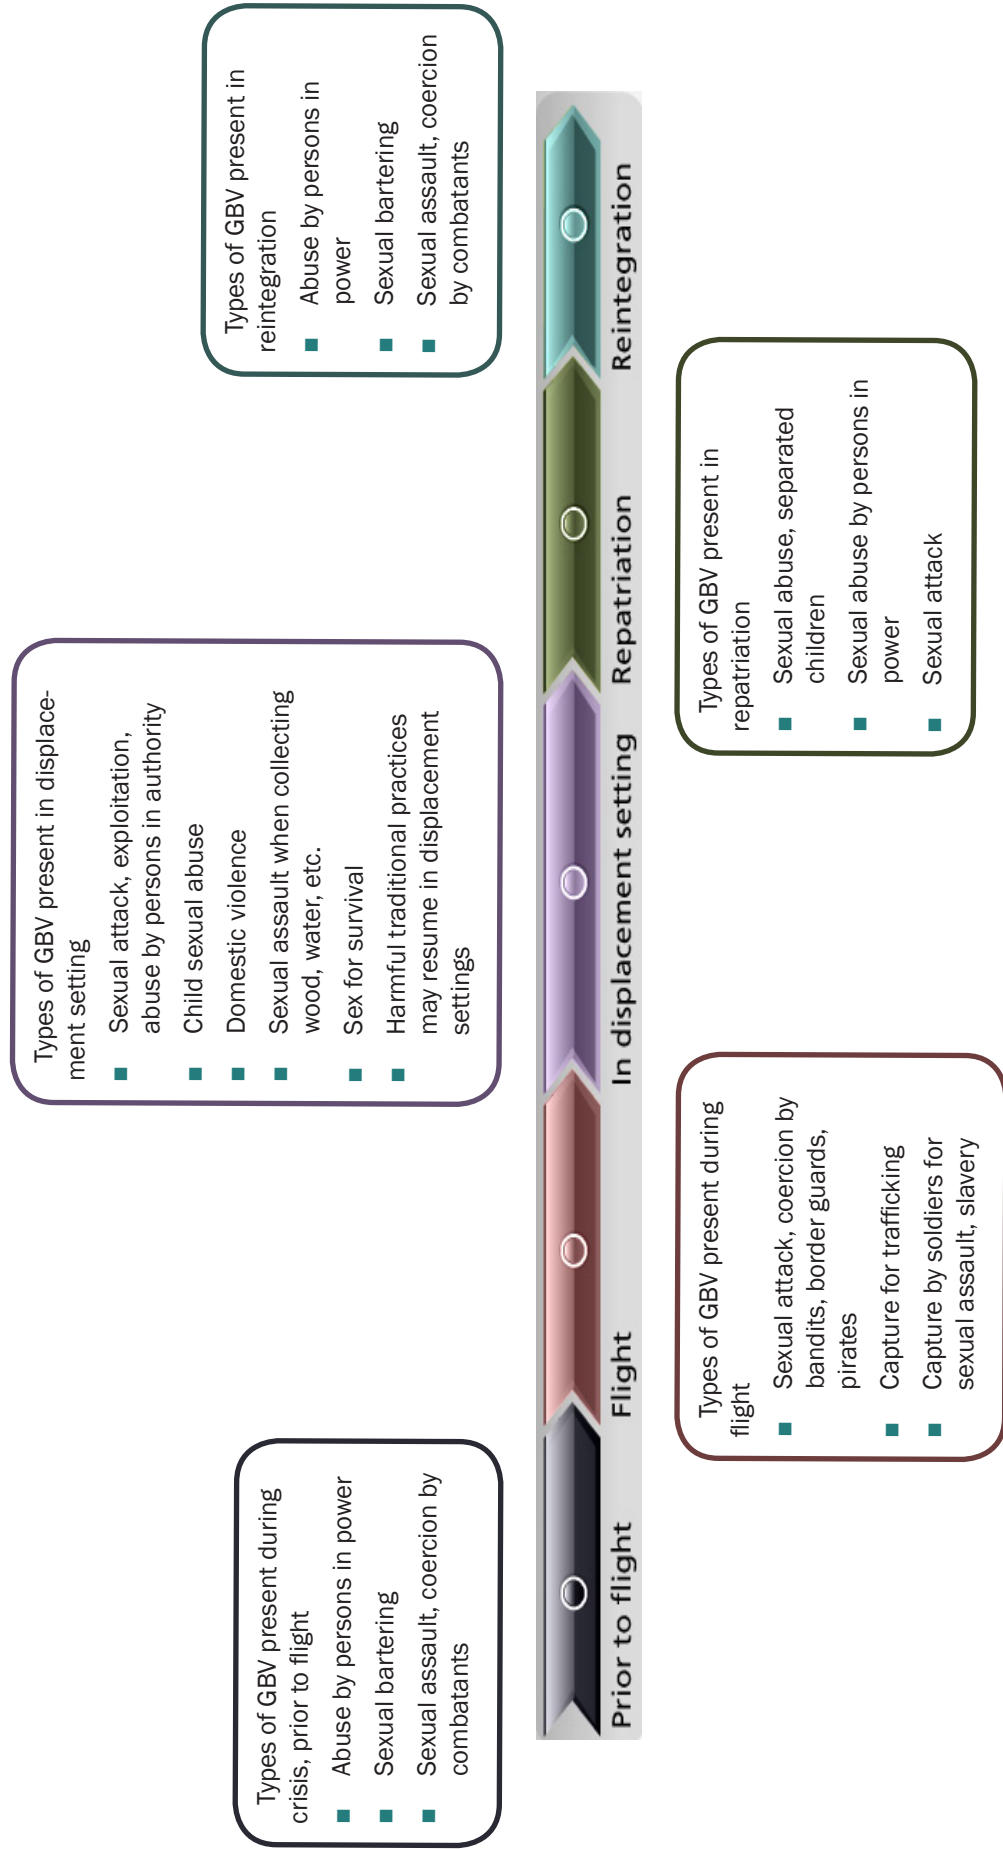 Types of GBV present during
crisis, prior to flight
Abuse by persons in power
Sexual bartering
Sexual assault, coercion by
combatants
Types of GBV present in displace-
ment setting
Sexual attack, exploitation,
abuse by persons in authority
Child sexual abuse
Domestic violence
Sexual assault when collecting
wood, water, etc.
Sex for survival
Harmful traditional practices
may resume in displacement
settings
Types of GBV present in
reintegration
Abuse by persons in
power
Sexual bartering
Sexual assault, coercion
by combatants
Prior to flight
Flight
In displacement setting
Repatriation
Reintegration
Types of GBV present during
flight
Sexual attack, coercion by
bandits, border guards,
pirates
Capture for trafficking
Capture by soldiers for
sexual assault, slavery
Types of GBV present in
repatriation
Sexual abuse, separated
children
Sexual abuse by persons in
power
Sexual attack